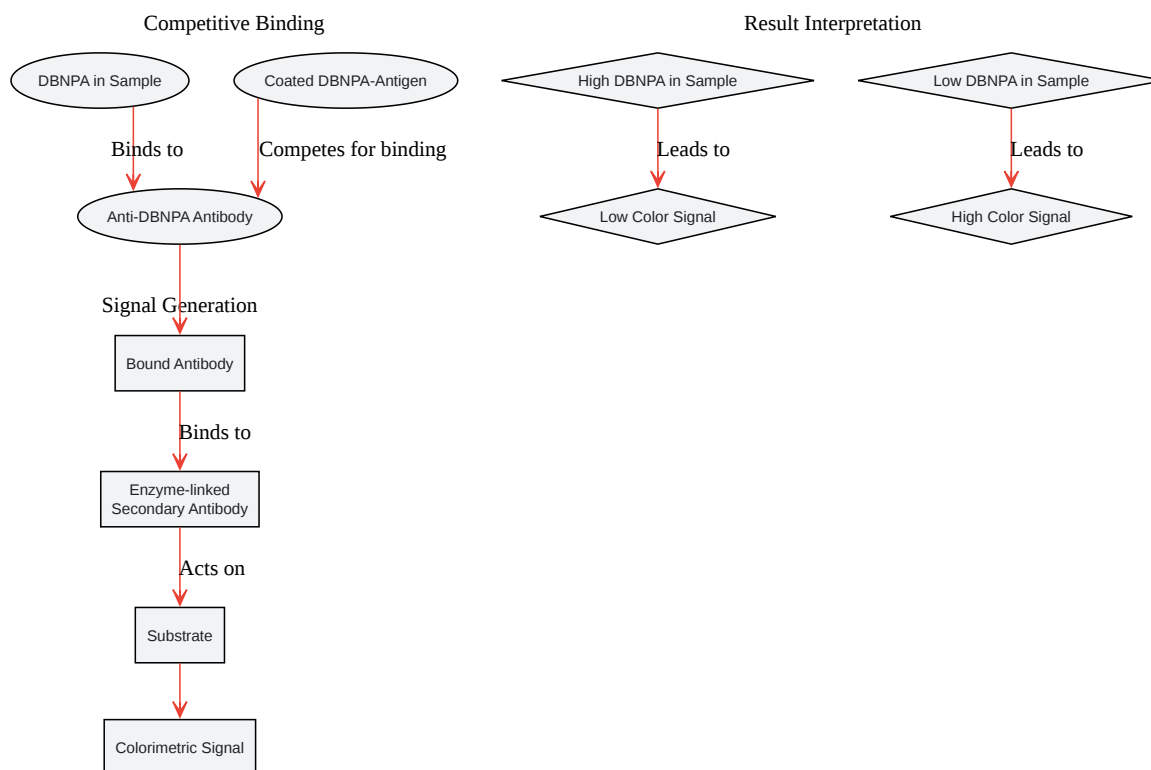 Competitive Binding
Result Interpretation
DBNPA in Sample
Coated DBNPA-Antigen
High DBNPA in Sample
Low DBNPA in Sample
Binds to
Competes for binding
Leads to
Leads to
Anti-DBNPA Antibody
Low Color Signal
High Color Signal
Signal Generation
Bound Antibody
Binds to
Enzyme-linked
Secondary Antibody
Acts on
Substrate
Colorimetric Signal